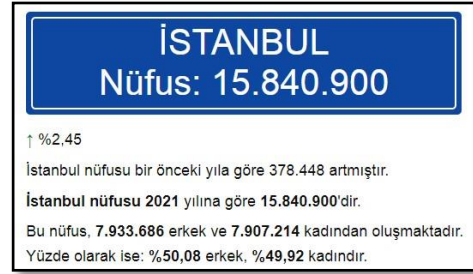 İSTANBUL
Nüfus: 15.840.900
↑ %2,45
İstanbul nüfusu bir önceki yıla göre 378.448 artmıştır.
İstanbul nüfusu 2021 yılına göre 15.840.900'dir.
Bu nüfus, 7.933.686 erkek ve 7.907.214 kadından oluşmaktadır.
Yüzde olarak ise: %50,08 erkek, %49,92 kadındır.